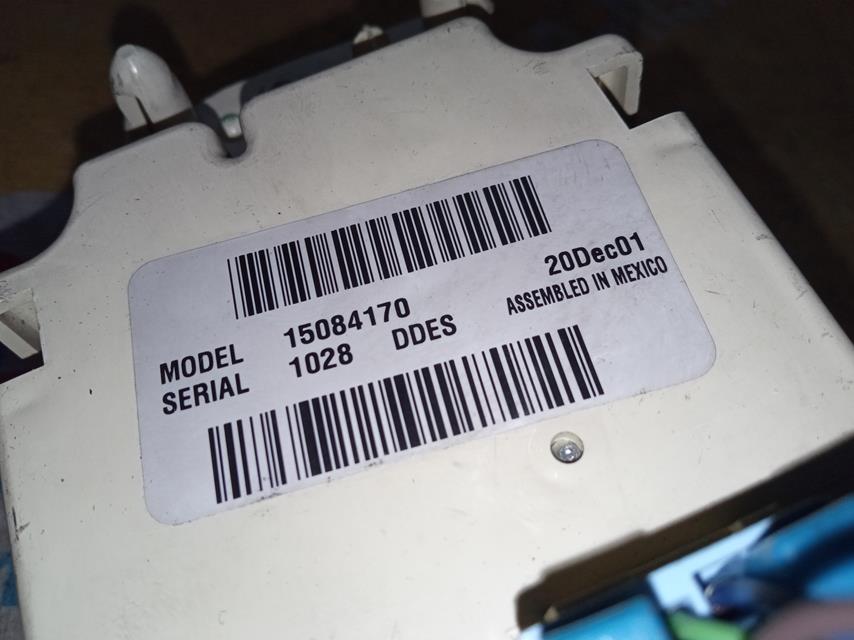 20Dec01
ASSEMBLED IN MEXICO
MODEL 15084170
SERIAL 1028 DDES